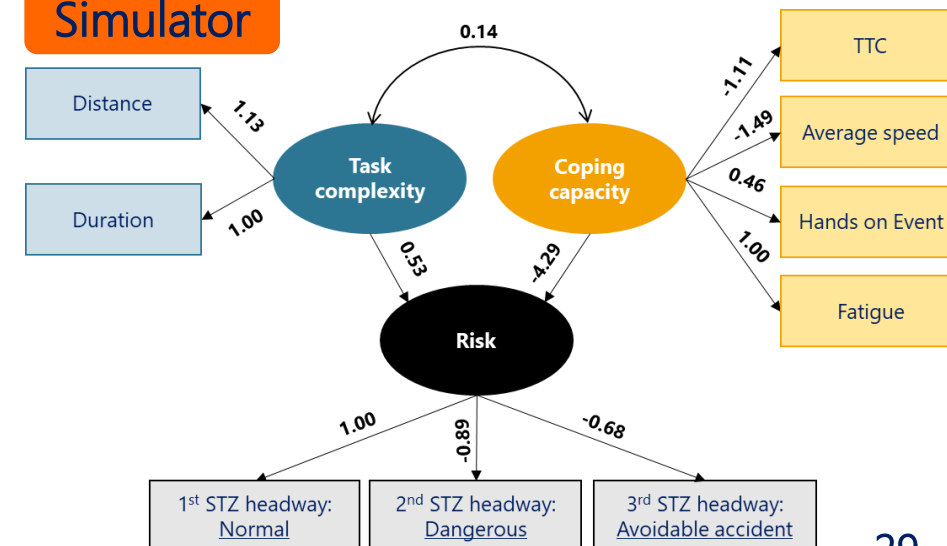 Simulator
0.14
Distance
Duration
1.13
1.00
Task
complexity
Coping
capacity
-1.11
-1.49
0.46
1.00
TTC
Average speed
Hands on Event
Fatigue
0.53
-4.29
Risk
1.00
-0.89
-0.68
1st STZ headway:
Normal
2nd STZ headway:
Dangerous
3rd STZ headway:
Avoidable accident